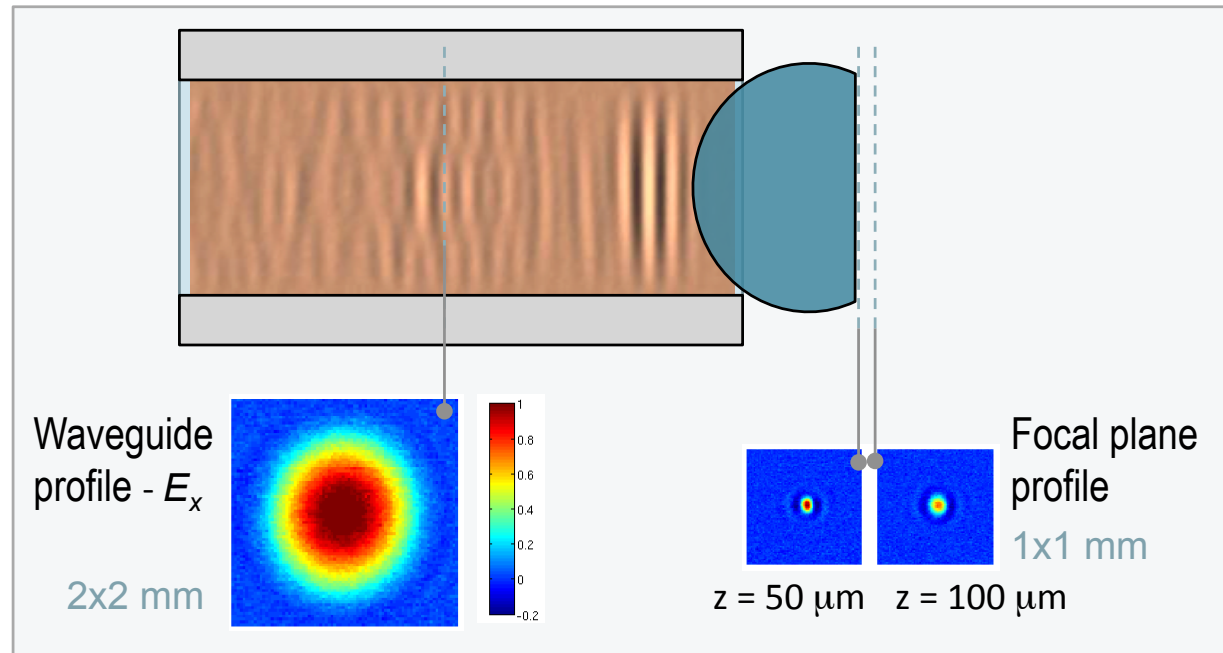 Waveguide
profile - Ex
2x2 mm
1
0.8
0.6
0.4
0.2
0
-0.2
Focal plane
profile
1x1 mm
z = 50 μm
z = 100 μm